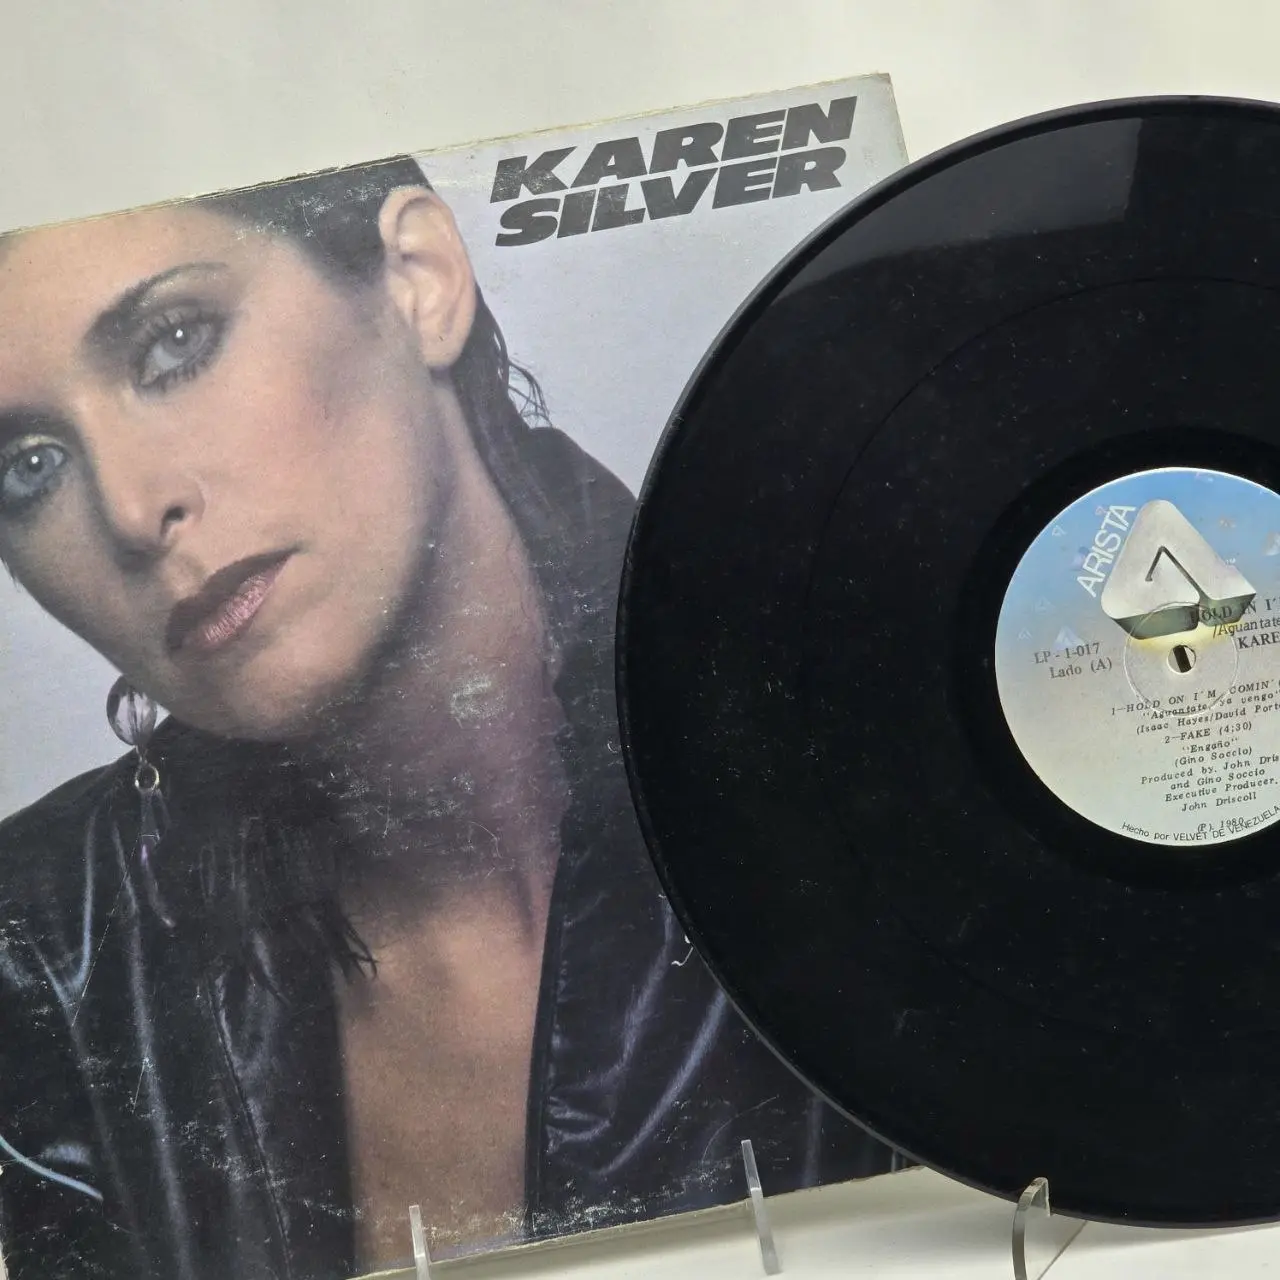 KAREN
SILVER
ARISTA
HOLD IN I'
/Aguantate
KARE
LP - 1-017
Lado (A)
1—HOLD ON I'M COMIN'
"Aguantate, ya vengo"
(Isaac Hayes/David Porte
2—FAKE (4;30)
"Engaño"
(Gino Soccio)
Produced by. John Dris
and Gino Soccio
Executive Producer.
John Driscoll
(P). 1980
Hecho por VELVET DE VENEZUELA